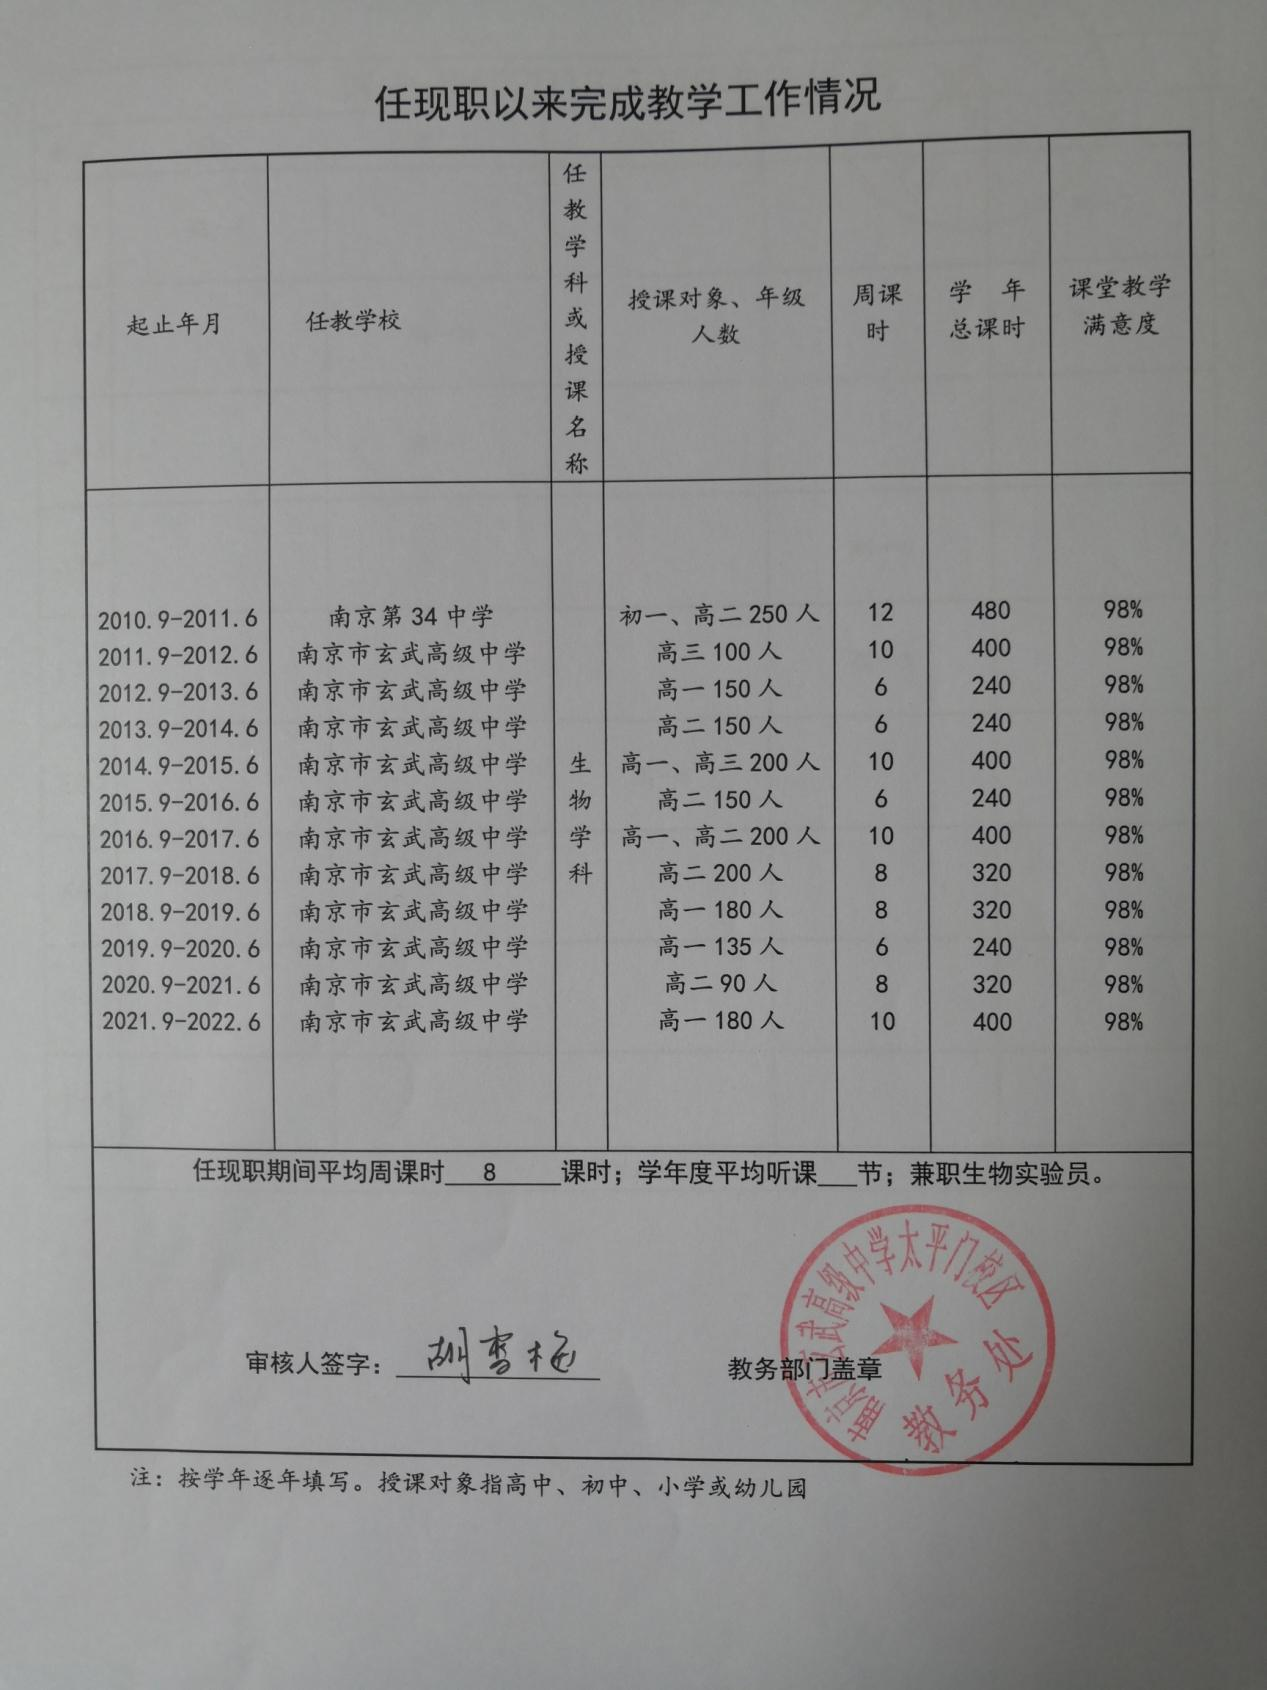 任现职以来完成教学工作情况
起止年月 任教学校 任教学科或授课名称 授课对象、年级人数 周课时 学 年总课时 课堂教学满意度
2010.9-2011.6 南京第34中学 初一、高二250人 12 480 98%
2011.9-2012.6 南京市玄武高级中学 高三100人 10 400 98%
2012.9-2013.6 南京市玄武高级中学 高一150人 6 240 98%
2013.9-2014.6 南京市玄武高级中学 高二150人 6 240 98%
2014.9-2015.6 南京市玄武高级中学 生 高一、高三200人 10 400 98%
2015.9-2016.6 南京市玄武高级中学 物 高二150人 6 240 98%
2016.9-2017.6 南京市玄武高级中学 学 高一、高二200人 10 400 98%
2017.9-2018.6 南京市玄武高级中学 科 高二200人 8 320 98%
2018.9-2019.6 南京市玄武高级中学 高一180人 8 320 98%
2019.9-2020.6 南京市玄武高级中学 高一135人 6 240 98%
2020.9-2021.6 南京市玄武高级中学 高二90人 8 320 98%
2021.9-2022.6 南京市玄武高级中学 高一180人 10 400 98%
任现职期间平均周课时 8 课时；学年度平均听课___节；兼职生物实验员。
南京市玄武高级中学太平门校区
审核人签字：胡雪梅 教务部门盖章
教务处
注：按学年逐年填写。授课对象指高中、初中、小学或幼儿园